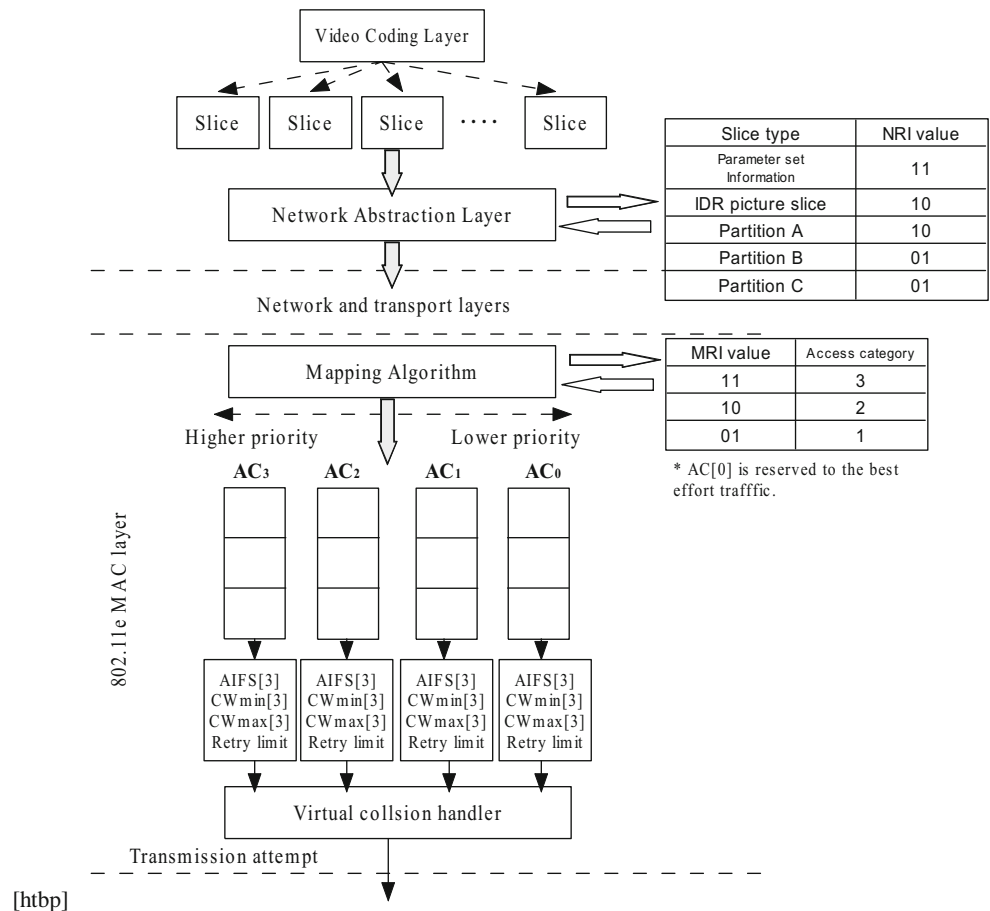 Video Coding Layer
Slice Slice Slice .... Slice
Slice type NRI value
Parameter set
Information 11
IDR picture slice 10
Partition A 10
Partition B 01
Partition C 01
Network Abstraction Layer
Network and transport layers
Mapping Algorithm
MRI value Access category
11 3
10 2
01 1
* AC[0] is reserved to the best
effort trafffic.
Higher priority Lower priority
AC3 AC2 AC1 AC0
802.11e MAC layer
AIFS[3] AIFS[3] AIFS[3] AIFS[3]
CWmin[3] CWmin[3] CWmin[3] CWmin[3]
CWmax[3] CWmax[3] CWmax[3] CWmax[3]
Retry limit Retry limit Retry limit Retry limit
Virtual collsion handler
Transmission attempt
[htbp]